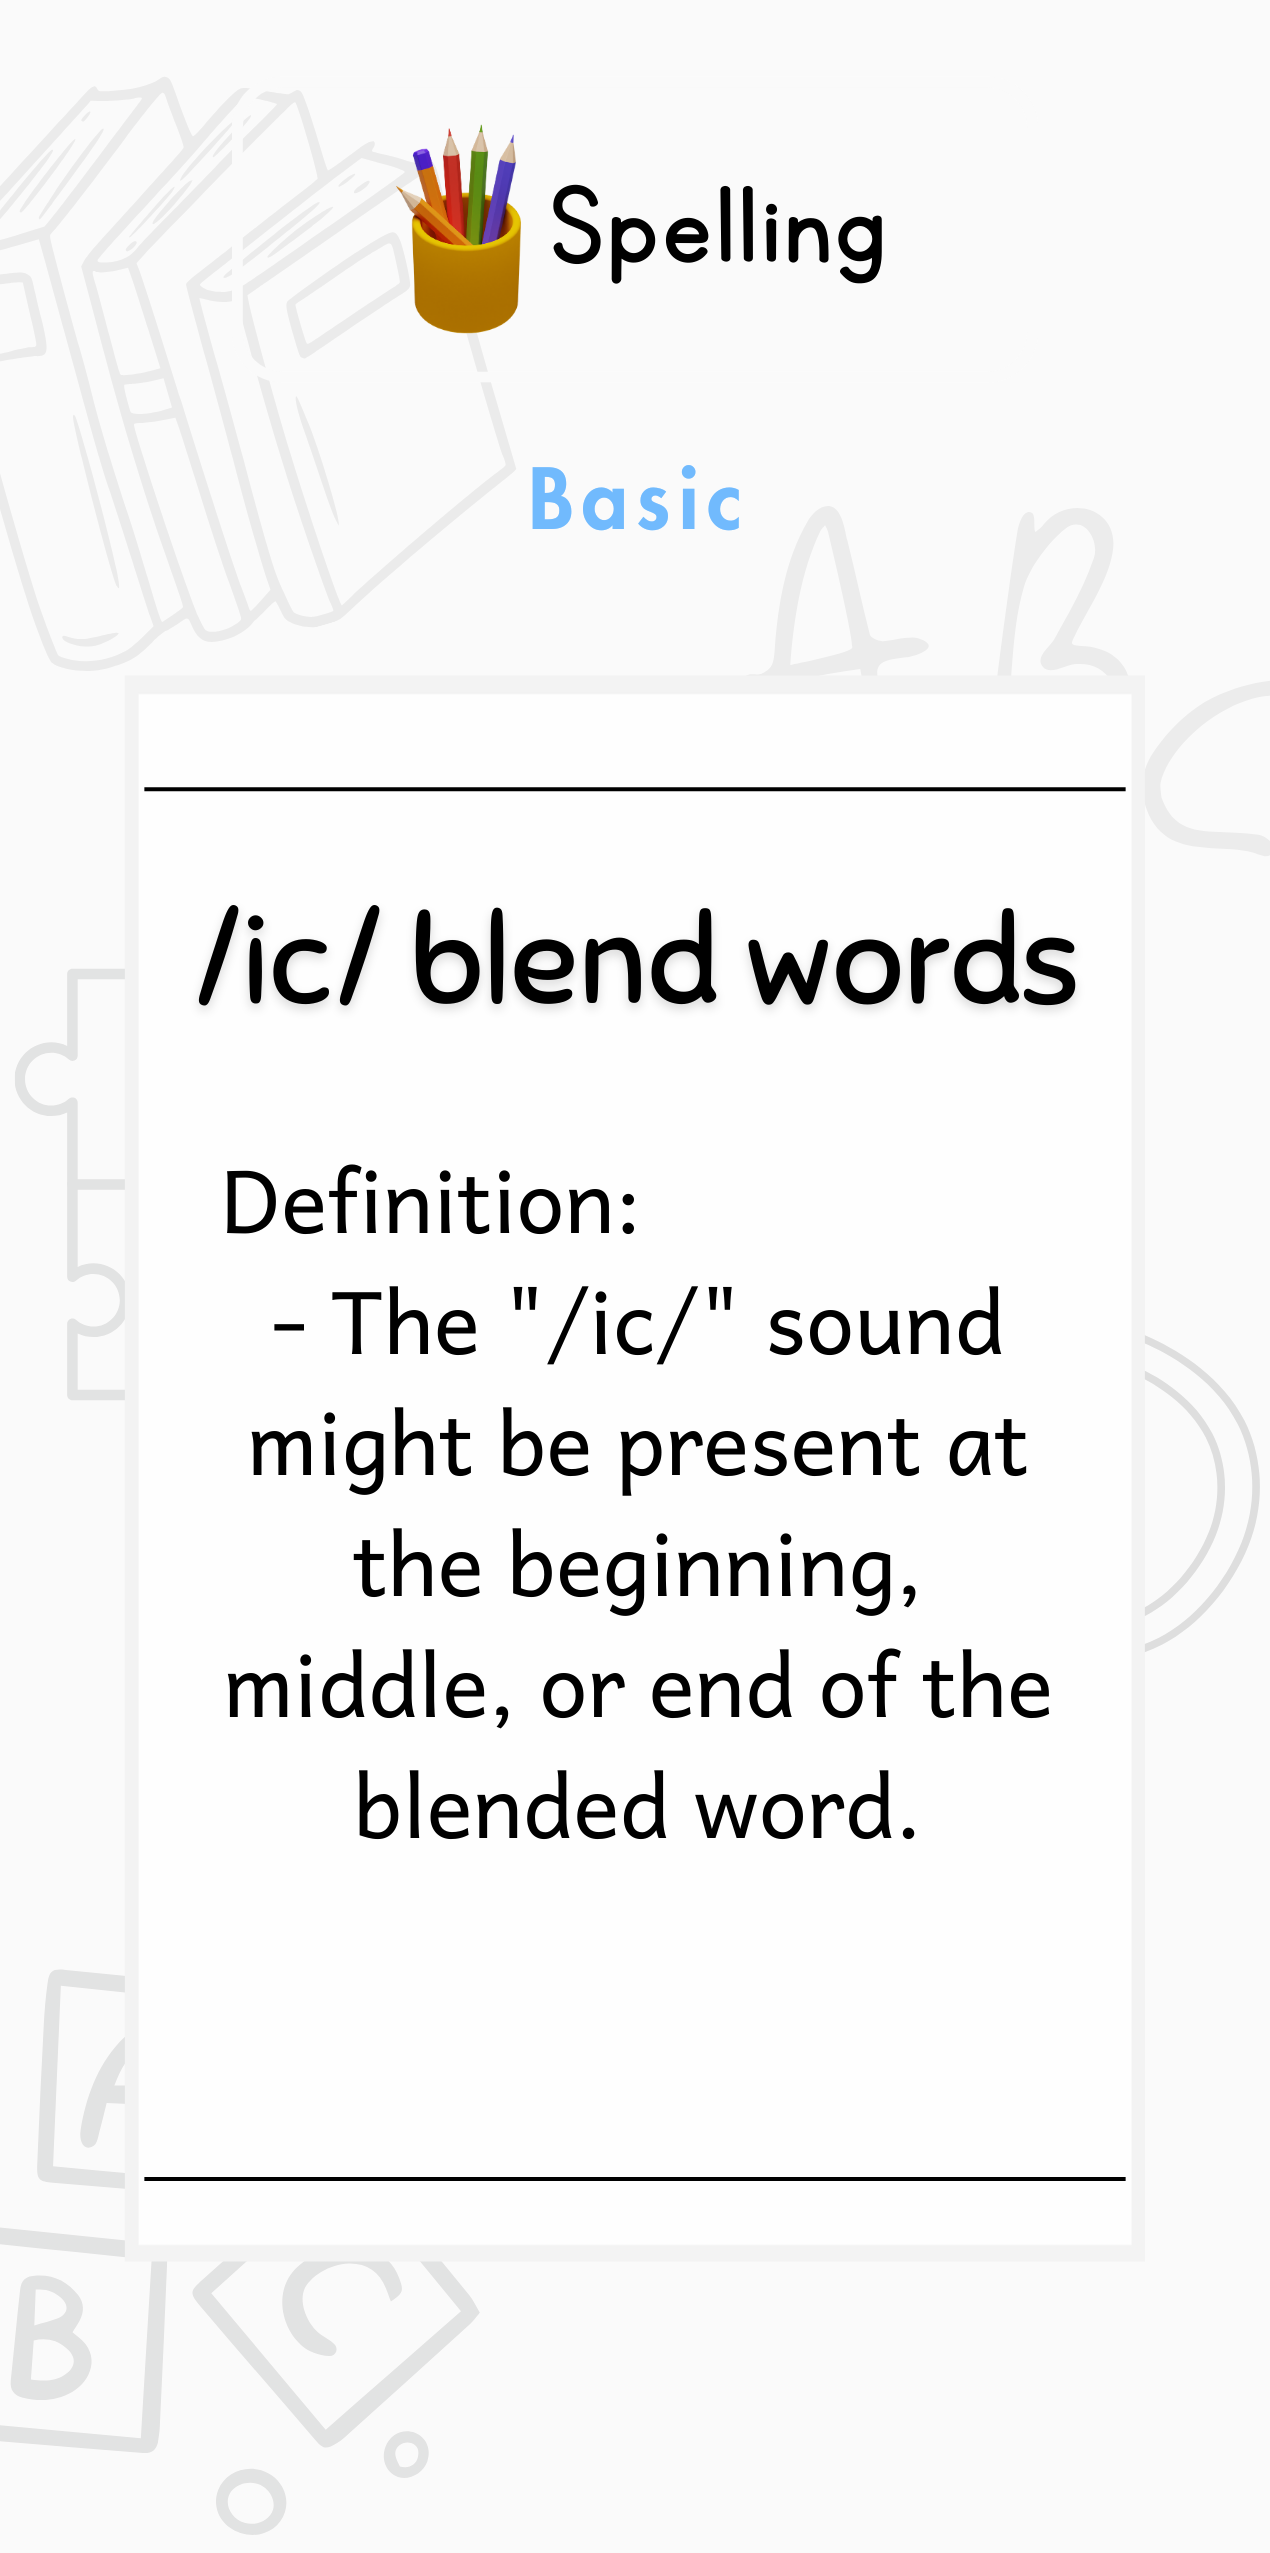 Spelling
Basic
A B
/ic/ blend words
Definition:
- The "/ic/" sound
might be present at
the beginning,
middle, or end of the
blended word.
A
B
C